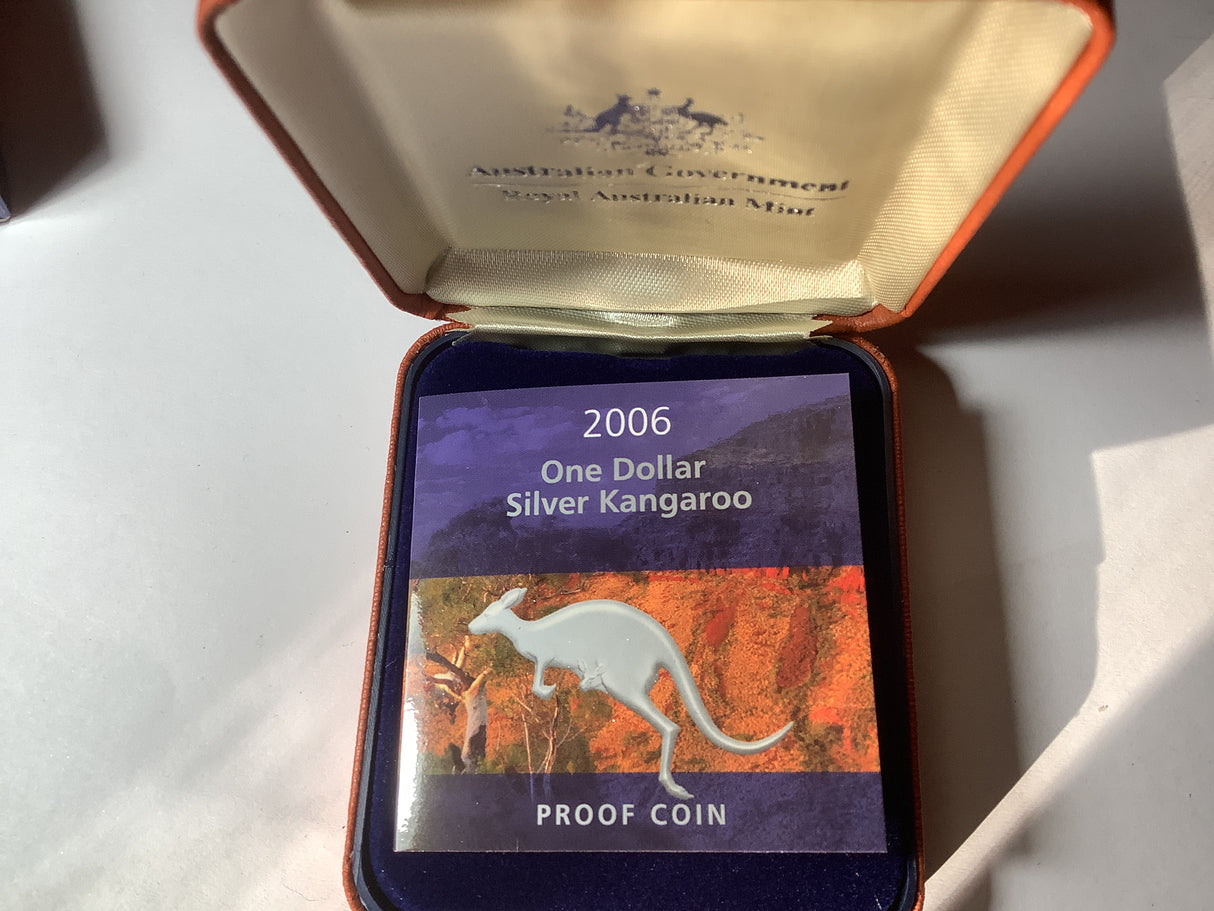 Australian Government
Royal Australian Mint
2006
One Dollar
Silver Kangaroo
PROOF COIN